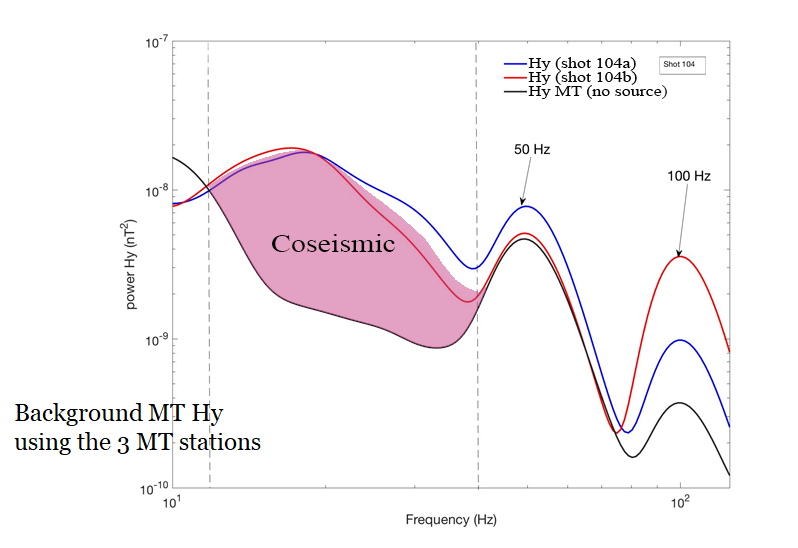 10⁻⁷
Hy (shot 104a)
Hy (shot 104b)
Hy MT (no source)
Shot 104
50 Hz
100 Hz
10⁻⁸
Coseismic
power Hy (nT²)
10⁻⁹
Background MT Hy
using the 3 MT stations
10⁻¹⁰
10¹
10²
Frequency (Hz)